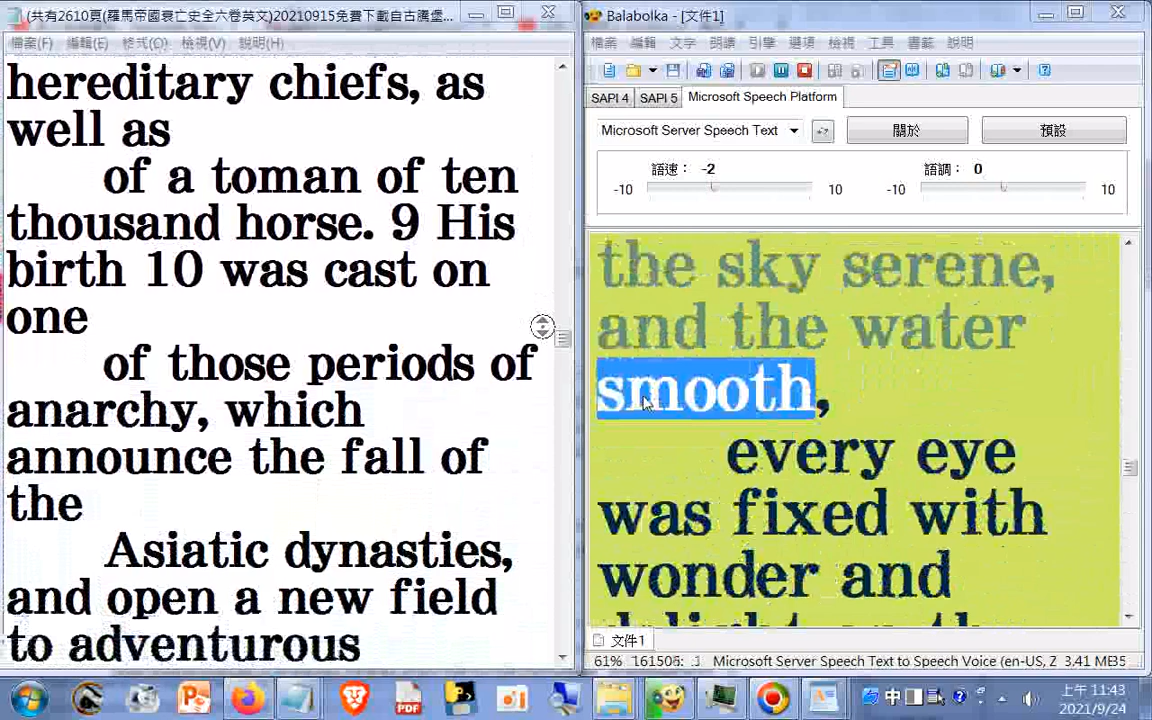 (共有2610頁(羅馬帝國衰亡史全六卷英文)20210915免費下載自古騰堡...
檔案(F) 編輯(E) 格式(O) 檢視(V) 說明(H)
hereditary chiefs, as
well as
of a toman of ten
thousand horse. 9 His
birth 10 was cast on
one
of those periods of
anarchy, which
announce the fall of
the
Asiatic dynasties,
and open a new field
to adventurous
Balabolka - [文件1]
檔案 編輯 文字 朗讀 引擎 選項 檢視 工具 書籤 說明
SAPI 4 SAPI 5 Microsoft Speech Platform
Microsoft Server Speech Text 關於 預設
語速： -2 語調： 0
-10 10 -10 10
the sky serene,
and the water
smooth,
every eye
was fixed with
wonder and
delight on the
文件1
61% Microsoft Server Speech Text to Speech Voice (en-US, Z 3.41 MB
中
上午 11:43
2021/9/24